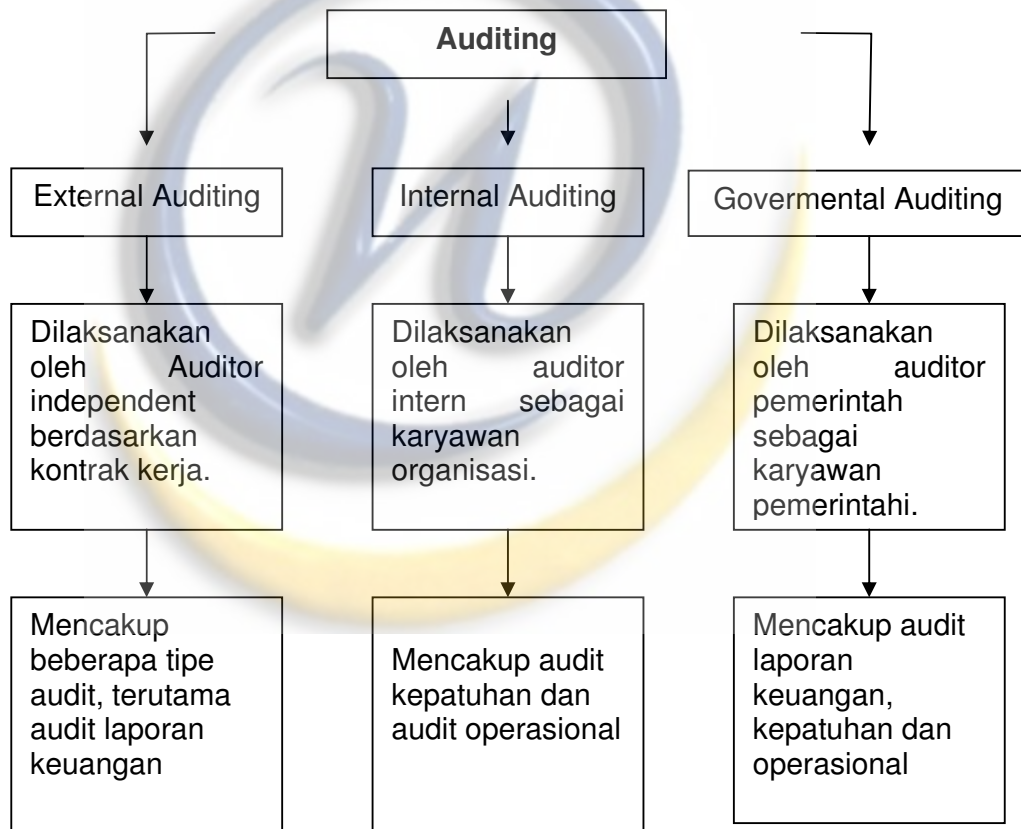 Auditing
External Auditing
Internal Auditing
Govermental Auditing
Dilaksanakan
oleh Auditor
independent
berdasarkan
kontrak kerja.
Dilaksanakan
oleh auditor
intern sebagai
karyawan
organisasi.
Dilaksanakan
oleh auditor
pemerintah
sebagai
karyawan
pemerintahi.
Mencakup
beberapa tipe
audit, terutama
audit laporan
keuangan
Mencakup audit
kepatuhan dan
audit operasional
Mencakup audit
laporan
keuangan,
kepatuhan dan
operasional